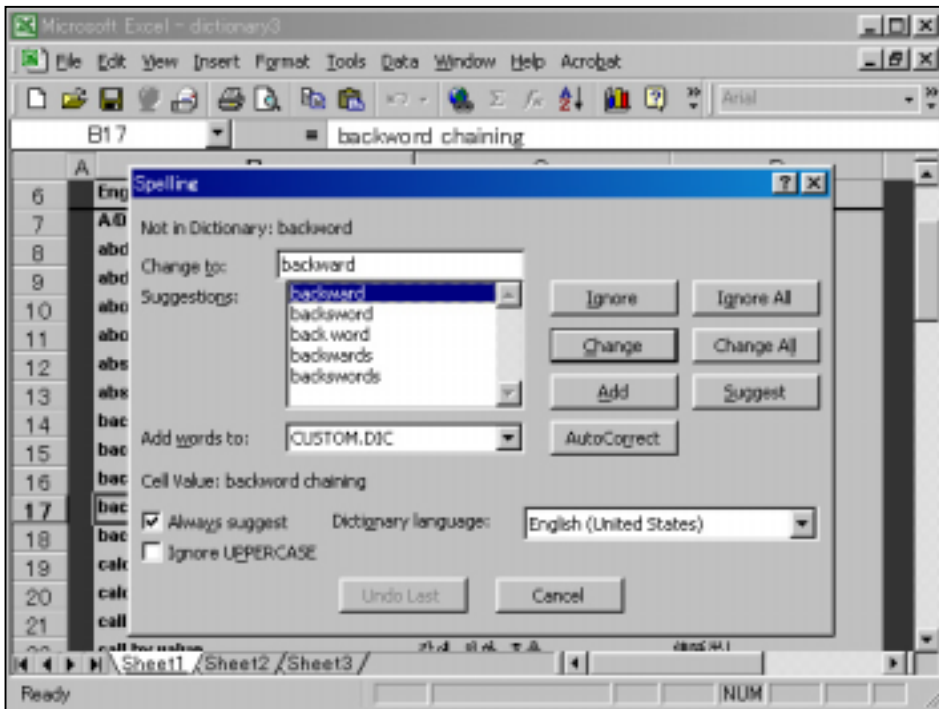 Microsoft Excel - dictionary3
File Edit View Insert Format Tools Data Window Help Acrobat
Arial
B17 = backword chaining
A
6 Eng
7 A/D
8 abd
9 abd
10 abo
11 abo
12 abs
13 abs
14 bac
15 bac
16 bac
17 bac
18 bac
19 calc
20 calc
21 call
call by value
Spelling
Not in Dictionary: backword
Change to: backward
Suggestions: backward
backsword
back word
backwards
backswords
Ignore Ignore All
Change Change All
Add Suggest
Add words to: CUSTOM.DIC AutoCorrect
Cell Value: backword chaining
Always suggest Dictionary language: English (United States)
Ignore UPPERCASE
Undo Last Cancel
Sheet1 Sheet2 Sheet3
Ready NUM